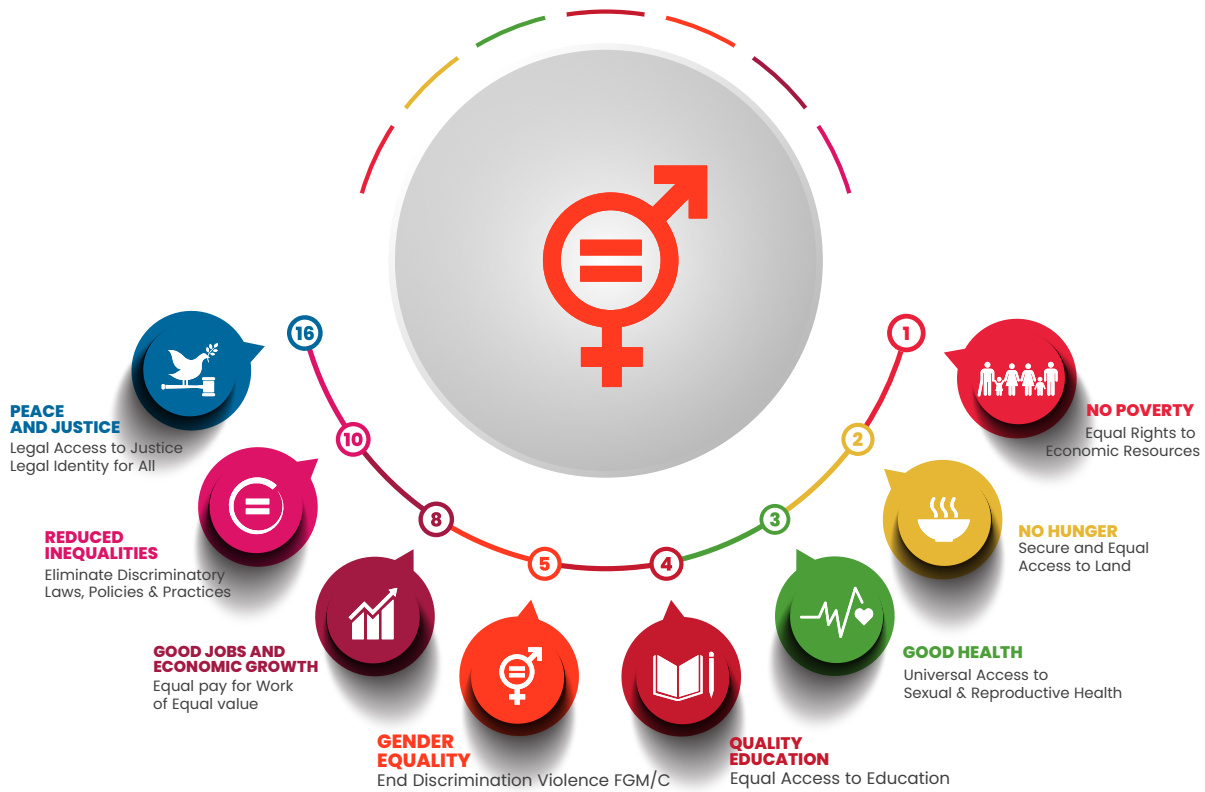 16
1
10
2
8
3
5
4
PEACE
AND JUSTICE
Legal Access to Justice
Legal Identity for All
NO POVERTY
Equal Rights to
Economic Resources
REDUCED
INEQUALITIES
Eliminate Discriminatory
Laws, Policies & Practices
NO HUNGER
Secure and Equal
Access to Land
GOOD JOBS AND
ECONOMIC GROWTH
Equal pay for Work
of Equal value
GOOD HEALTH
Universal Access to
Sexual & Reproductive Health
GENDER
EQUALITY
End Discrimination Violence FGM/C
QUALITY
EDUCATION
Equal Access to Education